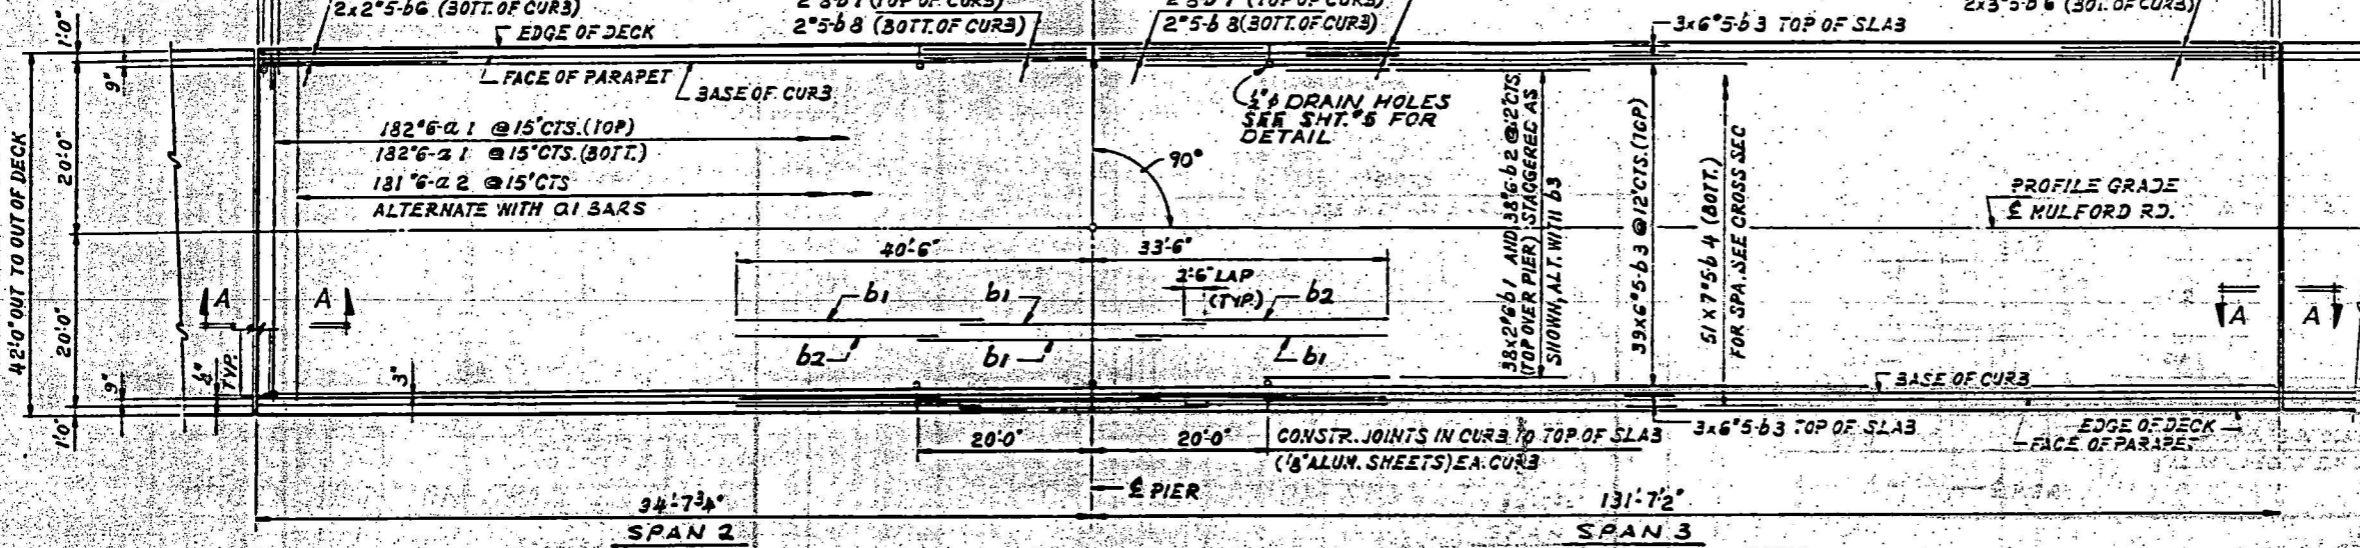 2x2#5-b6 (BOTT. OF CURB)
2#5-b8 (BOTT. OF CURB)
2#5-b8 (BOTT. OF CURB)
EDGE OF DECK
3x6#5-b3 TOP OF SLAB
FACE OF PARAPET
BASE OF CURB
1'-0"
9"
20'-0"
42'-0" OUT TO OUT OF DECK
20'-0"
9"
1'-0"
182#6-a1 @ 15" CTS. (TOP)
182#6-a1 @ 15" CTS. (BOTT.)
181#6-a2 @ 15" CTS
ALTERNATE WITH a1 BARS
DRAIN HOLES
SEE SHT. #5 FOR
DETAIL
90°
38x2#6b1 AND 38#6-b2 @ 12" CTS.
(TOP OVER PIER) STAGGERED AS
SHOWN, ALT. WITH b3
39x6#5-b3 @ 12" CTS. (TOP)
51x7#5b4 (BOTT.)
FOR SPA. SEE CROSS SEC
PROFILE GRADE
℄ MULFORD RD.
40'-6"
33'-6"
2'-6" LAP
(TYP.)
b1
b1
b2
b2
b1
b1
A
A
A
A
TYP.
3"
BASE OF CURB
20'-0"
20'-0"
CONSTR. JOINTS IN CURB TO TOP OF SLAB
(1/8" ALUM. SHEETS) EA. CURB
3x6#5-b3 TOP OF SLAB
EDGE OF DECK
FACE OF PARAPET
℄ PIER
34'-7 3/4"
131'-7 1/2"
SPAN 2
SPAN 3